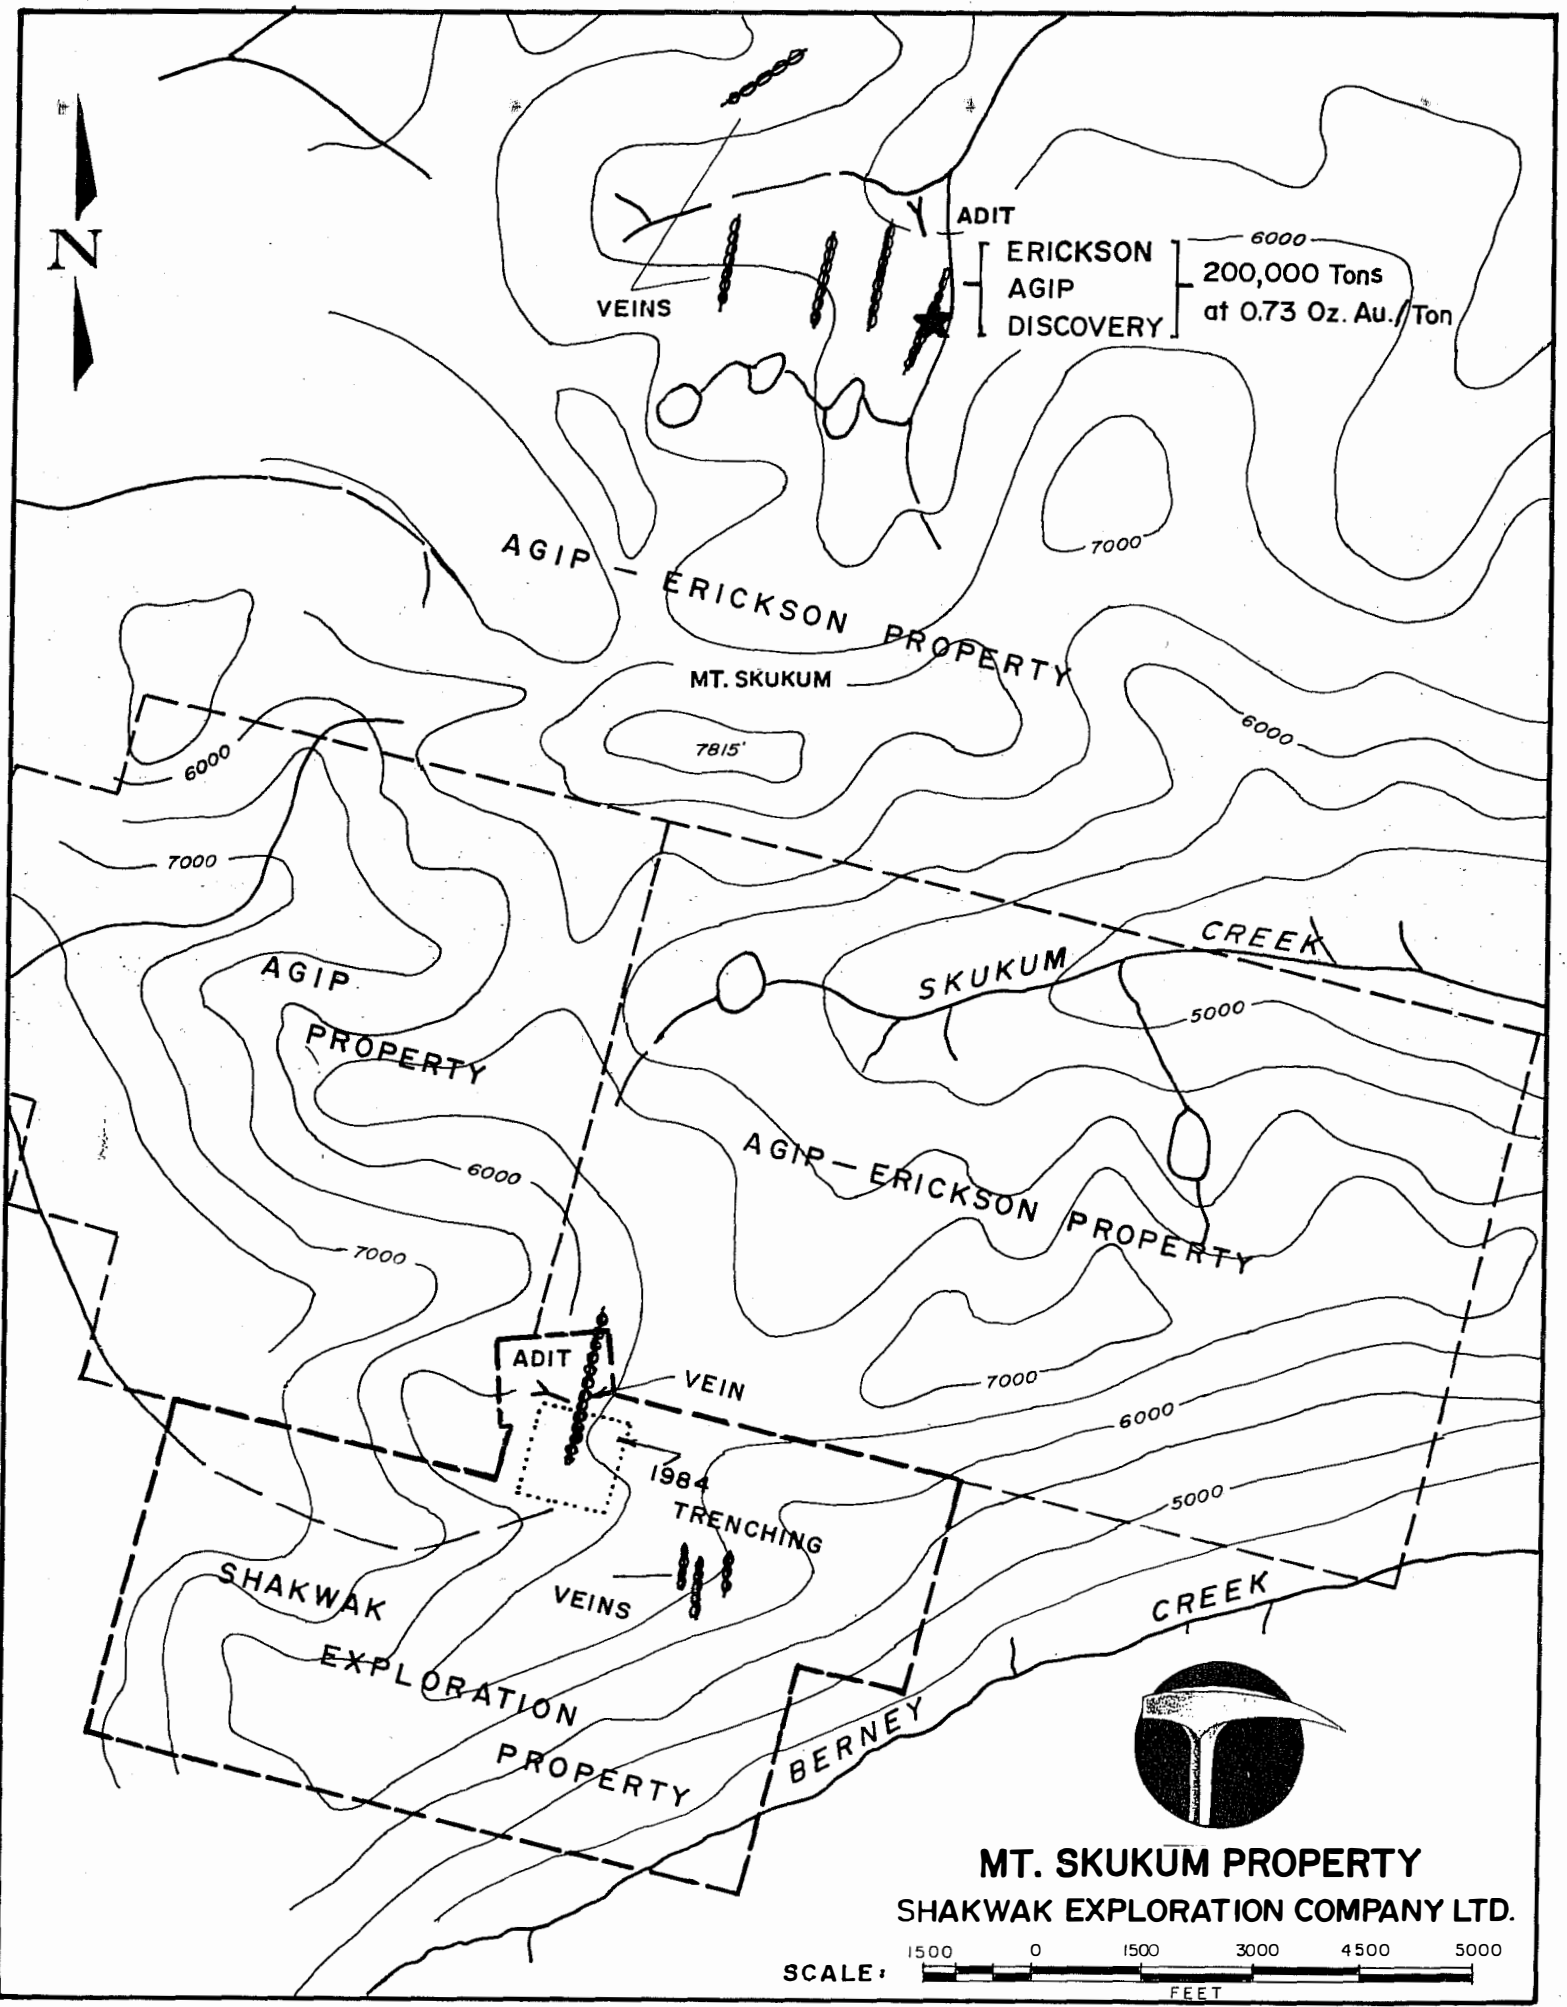 N
ADIT
ERICKSON
AGIP
DISCOVERY
6000
200,000 Tons
at 0.73 Oz. Au./Ton
VEINS
7000
AGIP – ERICKSON PROPERTY
MT. SKUKUM
7815'
6000
6000
7000
SKUKUM CREEK
AGIP
PROPERTY
5000
AGIP – ERICKSON PROPERTY
6000
7000
ADIT
VEIN
7000
6000
5000
1984
TRENCHING
VEINS
SHAKWAK
EXPLORATION
PROPERTY
BERNEY CREEK
MT. SKUKUM PROPERTY
SHAKWAK EXPLORATION COMPANY LTD.
1500 0 1500 3000 4500 5000
SCALE:
FEET